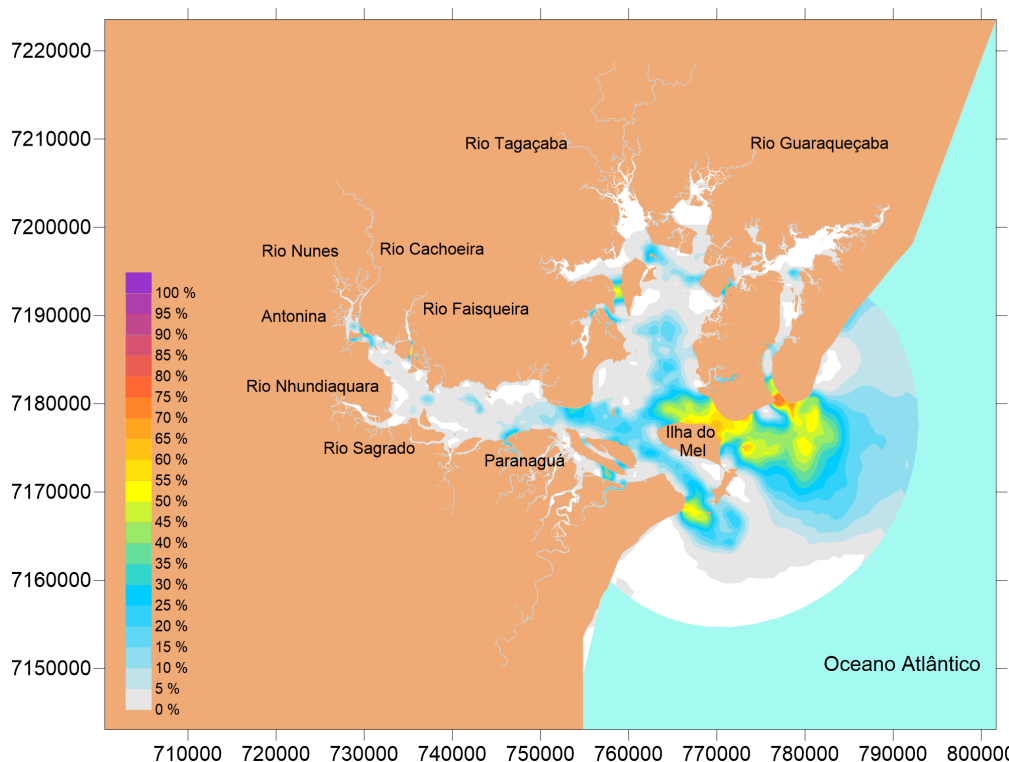 7220000
7210000
7200000
7190000
7180000
7170000
7160000
7150000
Rio Tagaçaba
Rio Guaraqueçaba
Rio Nunes
Rio Cachoeira
Antonina
Rio Faisqueira
Rio Nhundiaquara
Rio Sagrado
Paranaguá
Ilha do
Mel
Oceano Atlântico
100 %
95 %
90 %
85 %
80 %
75 %
70 %
65 %
60 %
55 %
50 %
45 %
40 %
35 %
30 %
25 %
20 %
15 %
10 %
5 %
0 %
710000 720000 730000 740000 750000 760000 770000 780000 790000 80000